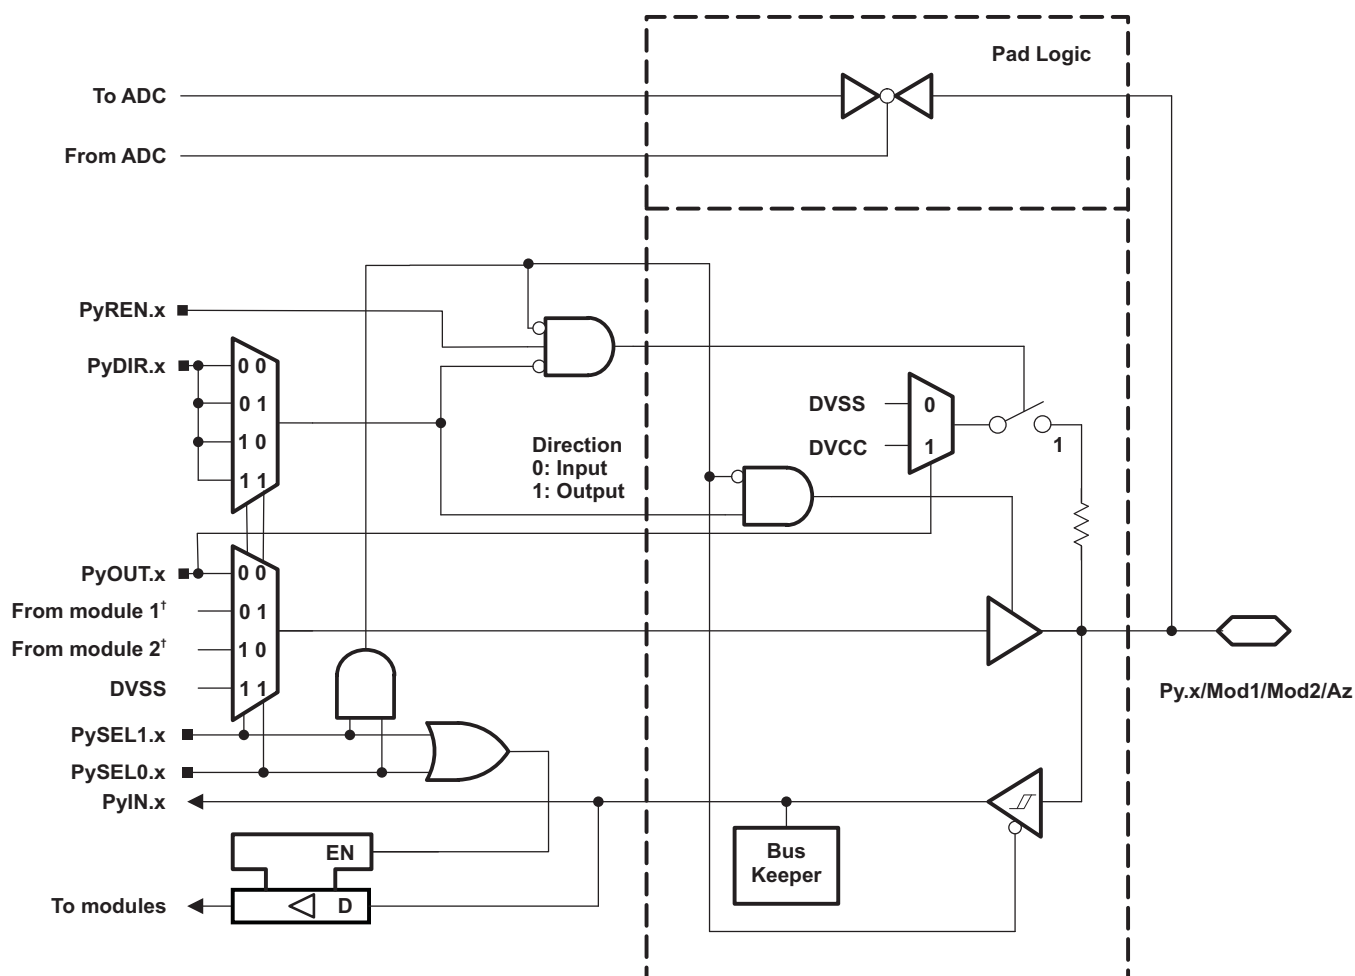 Pad Logic
To ADC
From ADC
PyREN.x
PyDIR.x
0 0
0 1
1 0
1 1
Direction
0: Input
1: Output
DVSS
DVCC
0
1
1
PyOUT.x
From module 1†
From module 2†
DVSS
0 0
0 1
1 0
1 1
Py.x/Mod1/Mod2/Az
PySEL1.x
PySEL0.x
PyIN.x
EN
D
To modules
Bus
Keeper